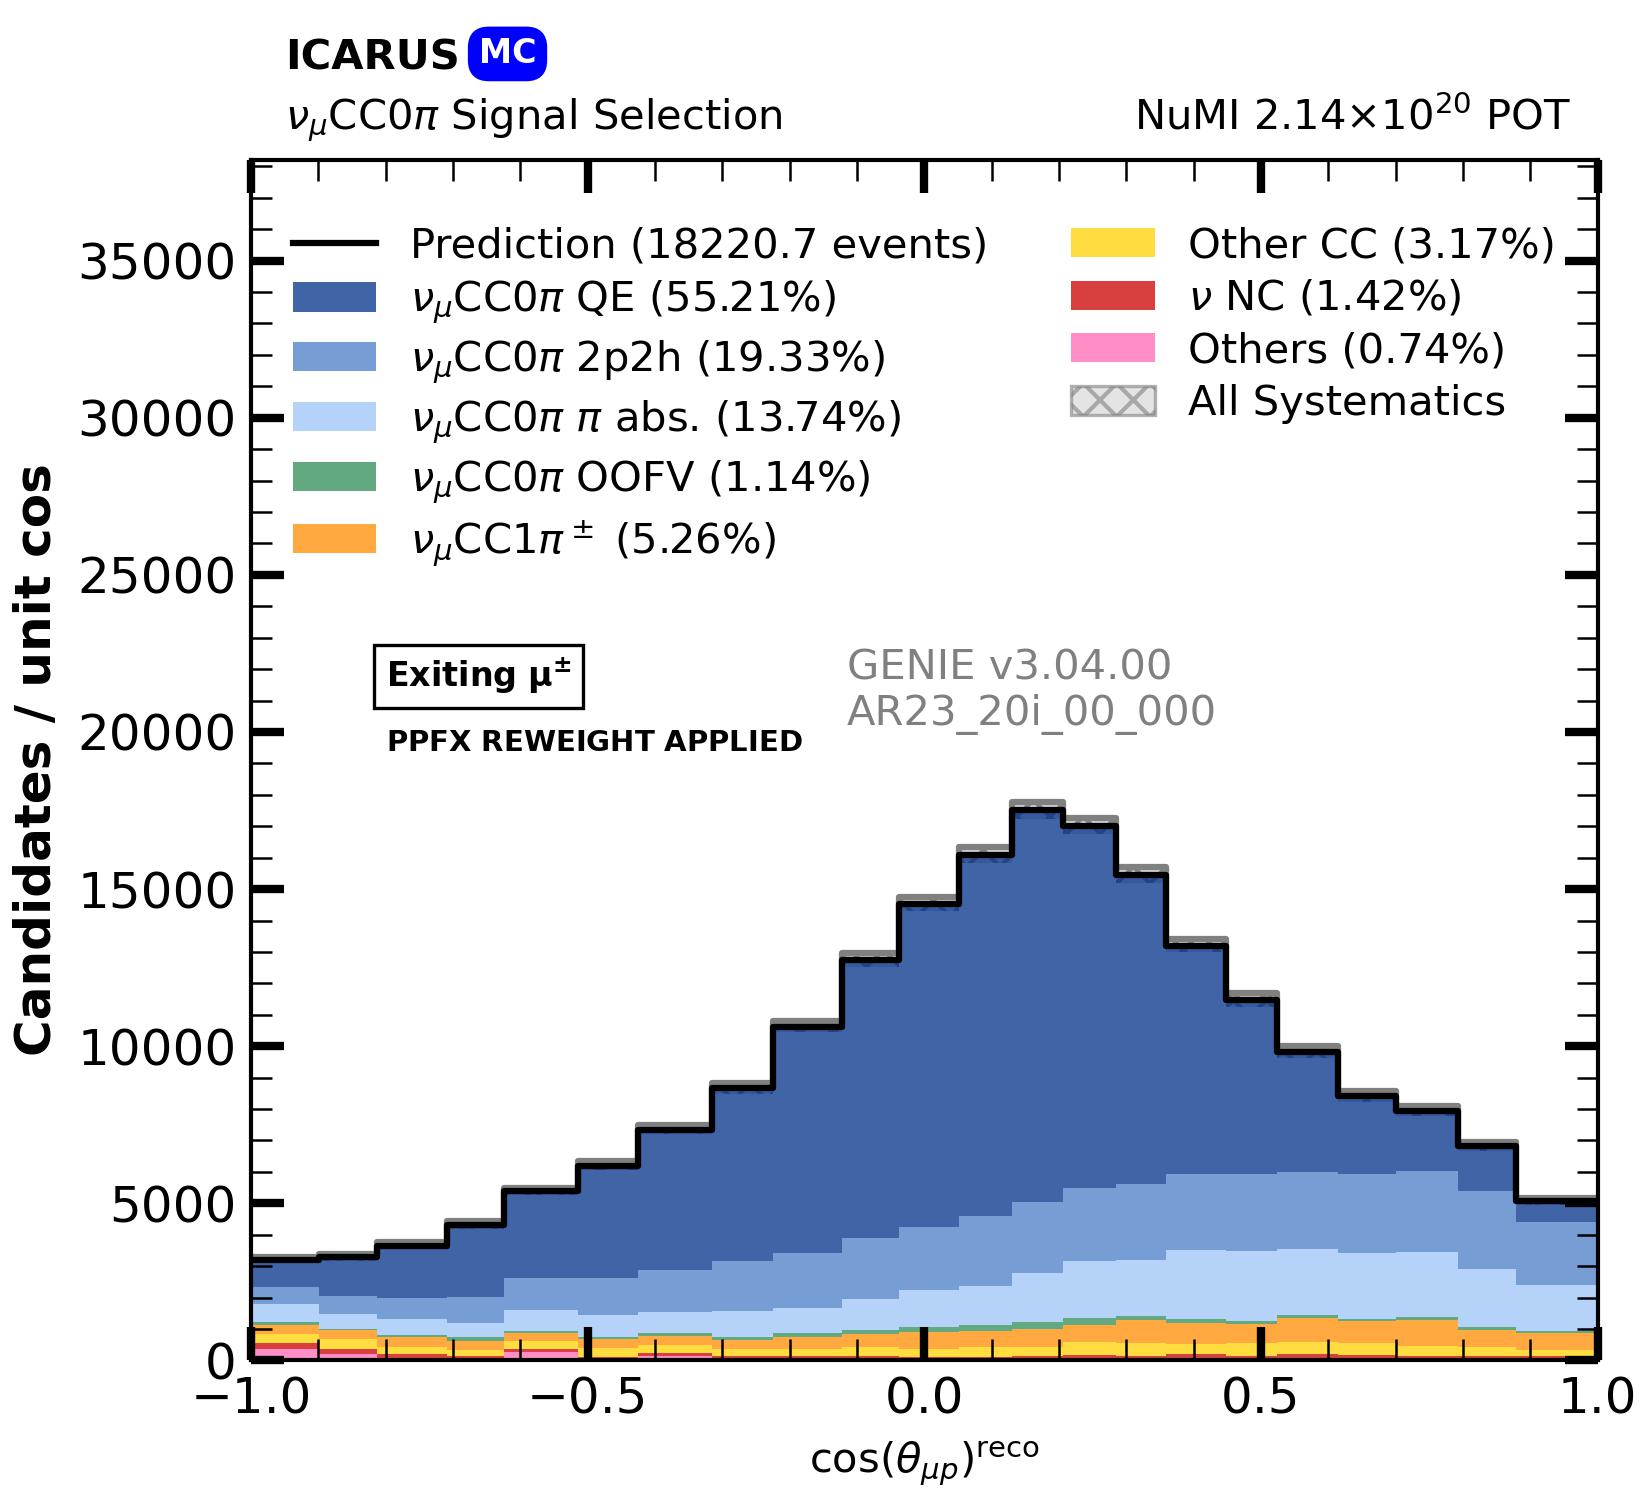 ICARUS MC
νμCC0π Signal Selection
NuMI 2.14×10²⁰ POT
Prediction (18220.7 events)
νμCC0π QE (55.21%)
νμCC0π 2p2h (19.33%)
νμCC0π π abs. (13.74%)
νμCC0π OOFV (1.14%)
νμCC1π± (5.26%)
Other CC (3.17%)
ν NC (1.42%)
Others (0.74%)
All Systematics
Exiting μ±
PPFX REWEIGHT APPLIED
GENIE v3.04.00
AR23_20i_00_000
Candidates / unit cos
35000
30000
25000
20000
15000
10000
5000
0
−1.0
−0.5
0.0
0.5
1.0
cos(θμp)reco